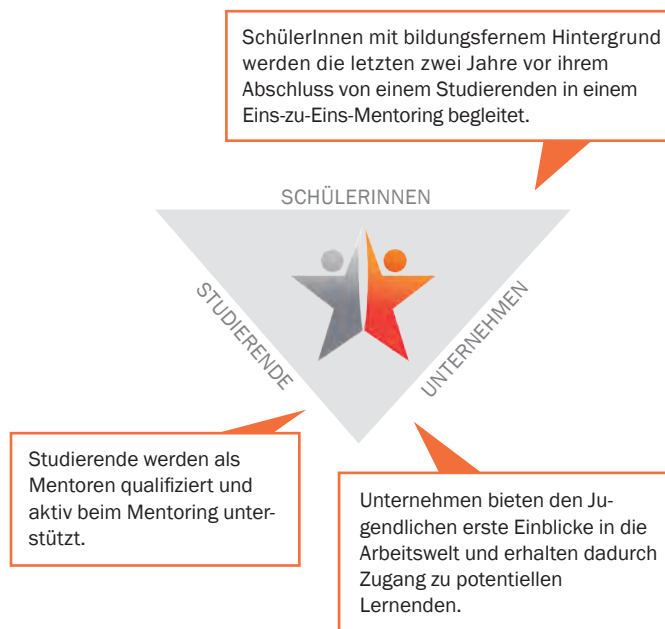 SchülerInnen mit bildungsfernem Hintergrund
werden die letzten zwei Jahre vor ihrem
Abschluss von einem Studierenden in einem
Eins-zu-Eins-Mentoring begleitet.
SCHÜLERINNEN
STUDIERENDE
UNTERNEHMEN
Studierende werden als
Mentoren qualifiziert und
aktiv beim Mentoring unter-
stützt.
Unternehmen bieten den Ju-
gendlichen erste Einblicke in die
Arbeitswelt und erhalten dadurch
Zugang zu potentiellen
Lernenden.